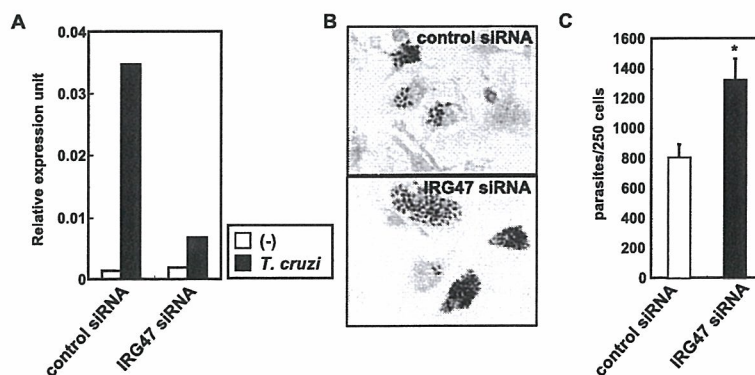 A
Relative expression unit
0.04
0.03
0.02
0.01
0
control siRNA
IRG47 siRNA
(-)
T. cruzi
B
control siRNA
IRG47 siRNA
C
parasites/250 cells
1600
1400
1200
1000
800
600
400
200
0
*
control siRNA
IRG47 siRNA